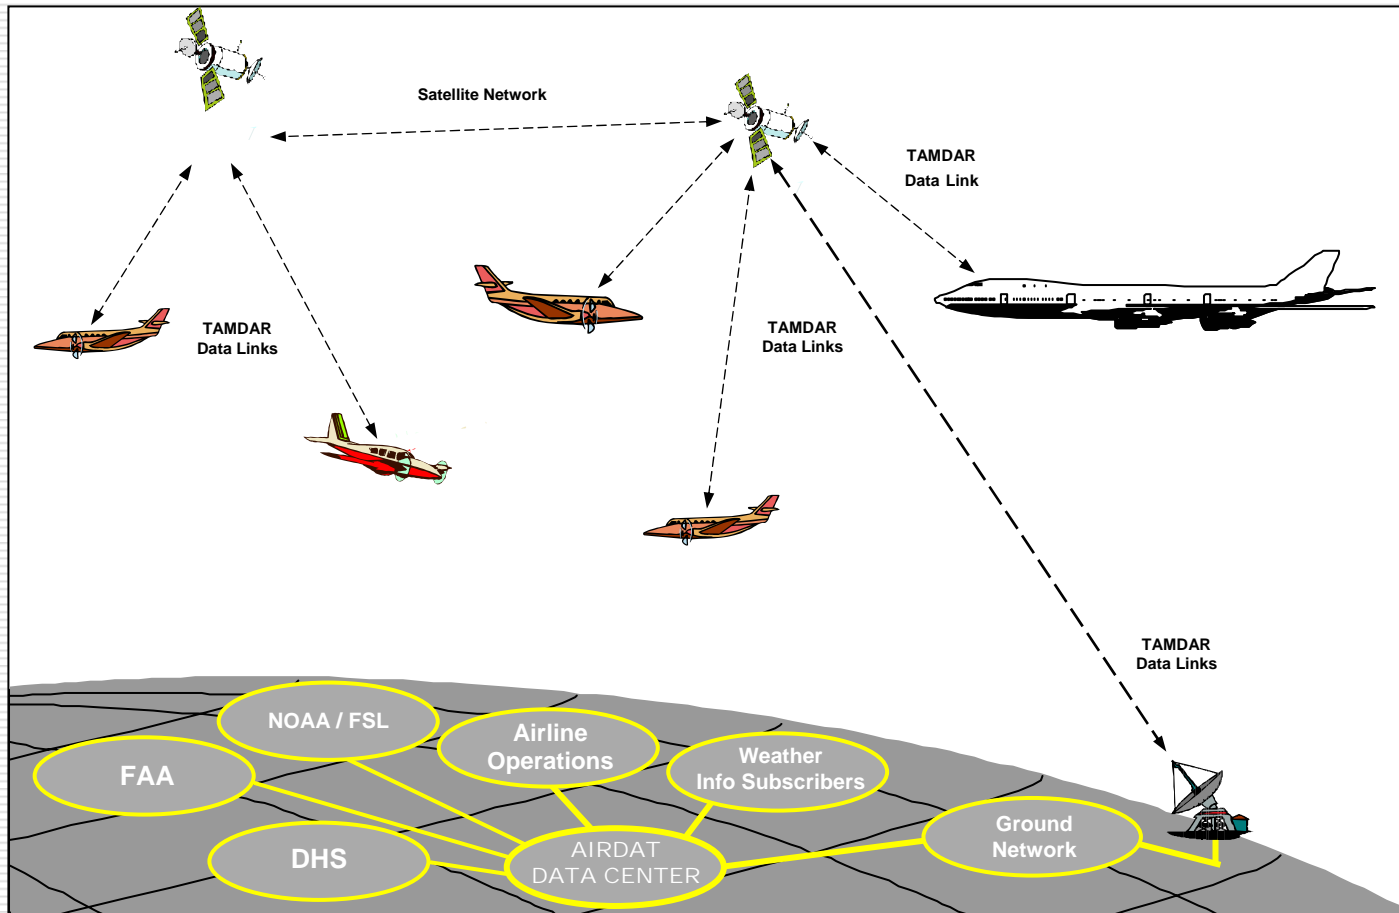 Satellite Network
TAMDAR
Data Link
TAMDAR
Data Links
TAMDAR
Data Links
TAMDAR
Data Links
NOAA / FSL
Airline
Operations
Weather
Info Subscribers
FAA
Ground
Network
DHS
AIRDAT
DATA CENTER